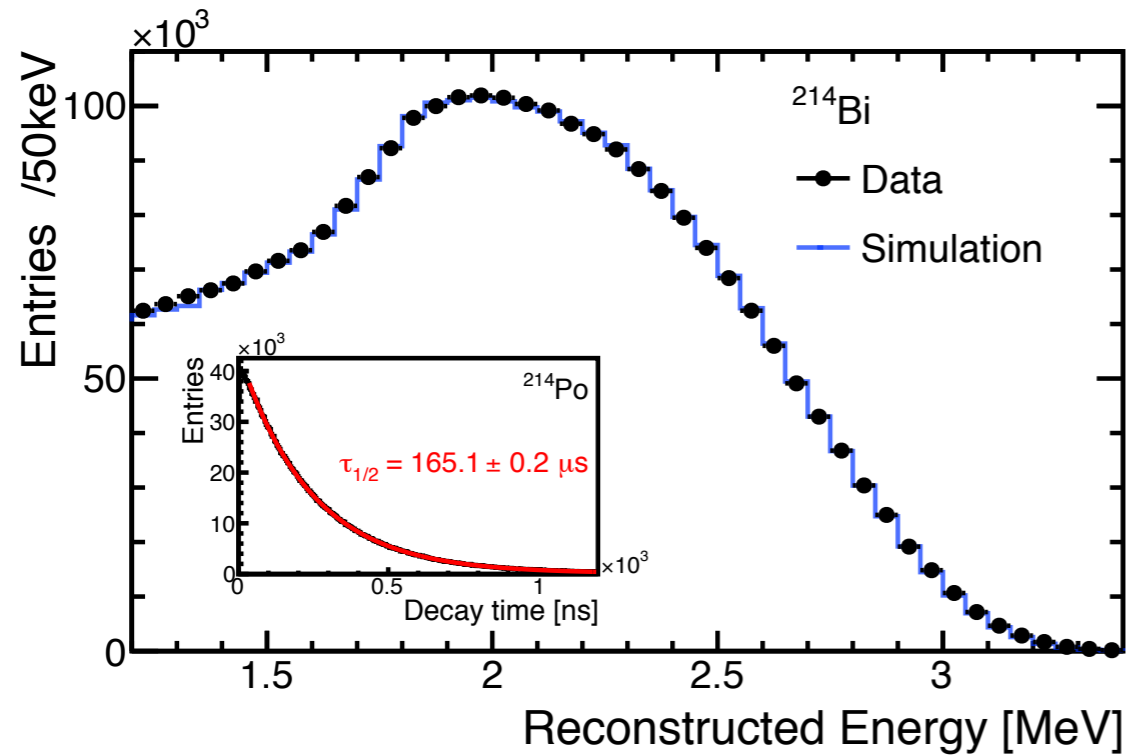 ×10³
Entries /50keV
100
50
0
²¹⁴Bi
Data
Simulation
×10³
Entries
40
30
20
10
0
²¹⁴Po
τ₁/₂ = 165.1 ± 0.2 μs
0 0.5 1
×10³
Decay time [ns]
1.5 2 2.5 3
Reconstructed Energy [MeV]